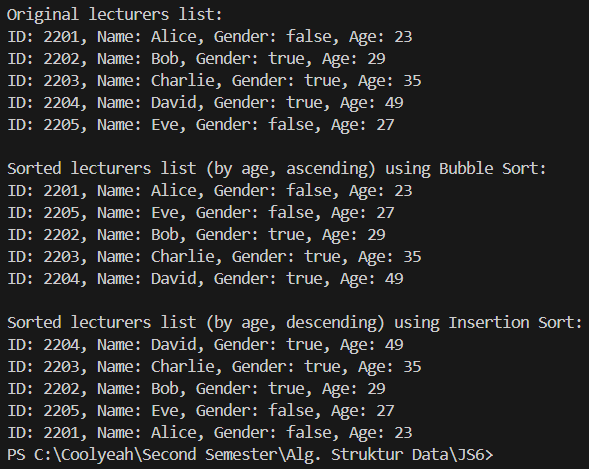 Original lecturers list:
ID: 2201, Name: Alice, Gender: false, Age: 23
ID: 2202, Name: Bob, Gender: true, Age: 29
ID: 2203, Name: Charlie, Gender: true, Age: 35
ID: 2204, Name: David, Gender: true, Age: 49
ID: 2205, Name: Eve, Gender: false, Age: 27

Sorted lecturers list (by age, ascending) using Bubble Sort:
ID: 2201, Name: Alice, Gender: false, Age: 23
ID: 2205, Name: Eve, Gender: false, Age: 27
ID: 2202, Name: Bob, Gender: true, Age: 29
ID: 2203, Name: Charlie, Gender: true, Age: 35
ID: 2204, Name: David, Gender: true, Age: 49

Sorted lecturers list (by age, descending) using Insertion Sort:
ID: 2204, Name: David, Gender: true, Age: 49
ID: 2203, Name: Charlie, Gender: true, Age: 35
ID: 2202, Name: Bob, Gender: true, Age: 29
ID: 2205, Name: Eve, Gender: false, Age: 27
ID: 2201, Name: Alice, Gender: false, Age: 23
PS C:\Coolyeah\Second Semester\Alg. Struktur Data\JS6>